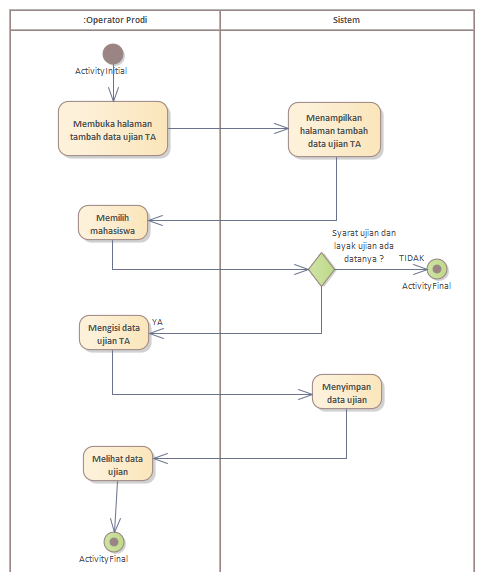 :Operator Prodi
Sistem
ActivityInitial
Membuka halaman
tambah data ujian TA
Menampilkan
halaman tambah
data ujian TA
Memilih
mahasiswa
Syarat ujian dan
layak ujian ada
datanya ?
TIDAK
ActivityFinal
YA
Mengisi data
ujian TA
Menyimpan
data ujian
Melihat data
ujian
ActivityFinal